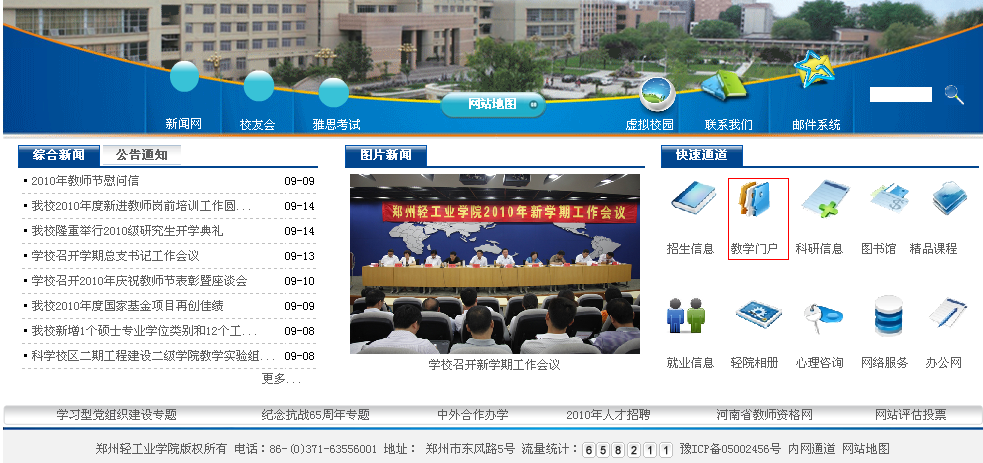 网站地图
新闻网 校友会 雅思考试 虚拟校园 联系我们 邮件系统
综合新闻 公告通知 图片新闻 快速通道
2010年教师节慰问信 09-09
我校2010年度新进教师岗前培训工作圆... 09-14
我校隆重举行2010级研究生开学典礼 09-14
学校召开学期总支书记工作会议 09-13
学校召开2010年庆祝教师节表彰暨座谈会 09-10
我校2010年度国家基金项目再创佳绩 09-09
我校新增1个硕士专业学位类别和12个工... 09-08
科学校区二期工程建设二级学院教学实验组... 09-08
更多...
郑州轻工业学院2010年新学期工作会议
学校召开新学期工作会议
招生信息 教学门户 科研信息 图书馆 精品课程
就业信息 轻院相册 心理咨询 网络服务 办公网
学习型党组织建设专题 纪念抗战65周年专题 中外合作办学 2010年人才招聘 河南省教师资格网 网站评估投票
郑州轻工业学院版权所有 电话：86-(0)371-63556001 地址： 郑州市东风路5号 流量统计：658211 豫ICP备05002456号 内网通道 网站地图